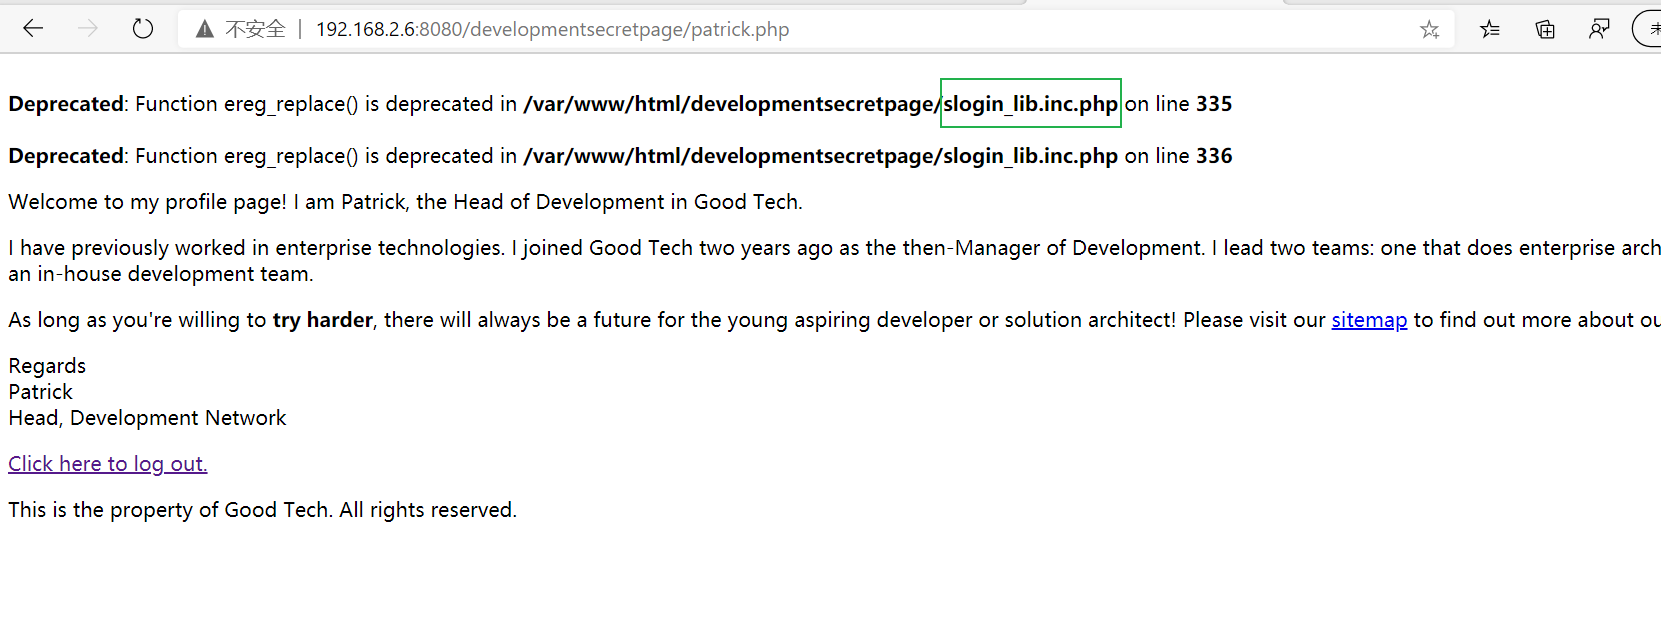 不安全 | 192.168.2.6:8080/developmentsecretpage/patrick.php
Deprecated: Function ereg_replace() is deprecated in /var/www/html/developmentsecretpage/slogin_lib.inc.php on line 335
Deprecated: Function ereg_replace() is deprecated in /var/www/html/developmentsecretpage/slogin_lib.inc.php on line 336
Welcome to my profile page! I am Patrick, the Head of Development in Good Tech.
I have previously worked in enterprise technologies. I joined Good Tech two years ago as the then-Manager of Development. I lead two teams: one that does enterprise arch
an in-house development team.
As long as you're willing to try harder, there will always be a future for the young aspiring developer or solution architect! Please visit our sitemap to find out more about ou
Regards
Patrick
Head, Development Network
Click here to log out.
This is the property of Good Tech. All rights reserved.